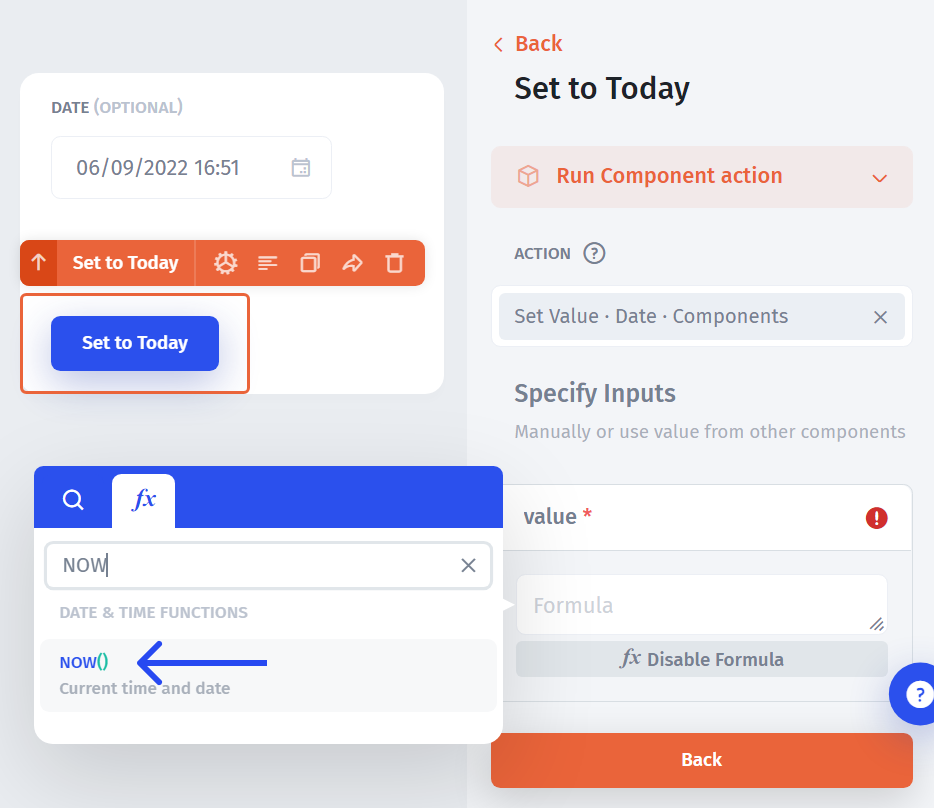 DATE (OPTIONAL)
06/09/2022 16:51
Set to Today
Set to Today
Back
Set to Today
Run Component action
ACTION ?
Set Value · Date · Components
Specify Inputs
Manually or use value from other components
value *
!
Formula
fx Disable Formula
?
Back
fx
NOW
DATE & TIME FUNCTIONS
NOW()
Current time and date